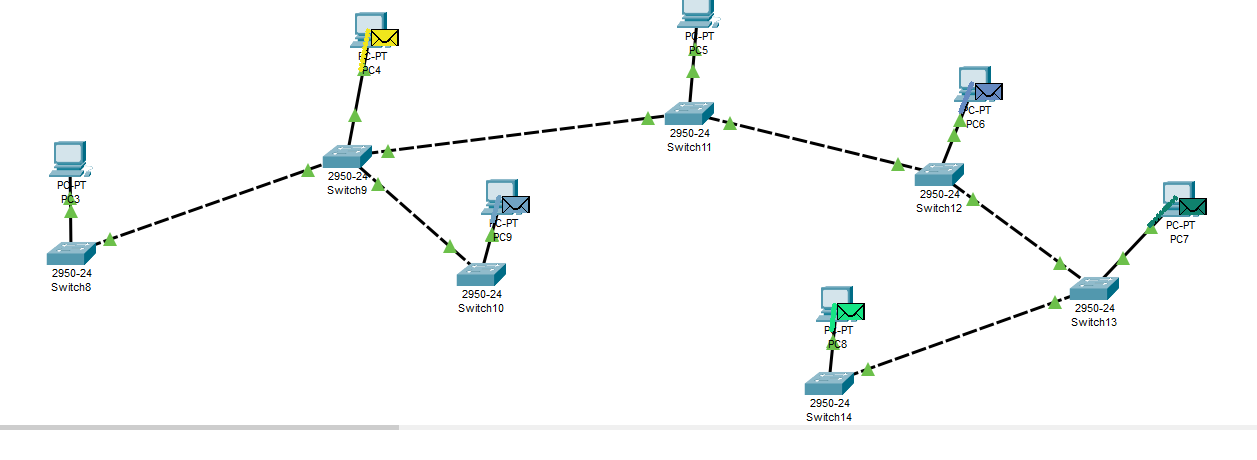 PC-PT
PC4
PC-PT
PC5
PC-PT
PC6
2950-24
Switch11
PC-PT
PC3
2950-24
Switch9
2950-24
Switch12
PC-PT
PC9
PC-PT
PC7
2950-24
Switch8
2950-24
Switch10
2950-24
Switch13
PC-PT
PC8
2950-24
Switch14